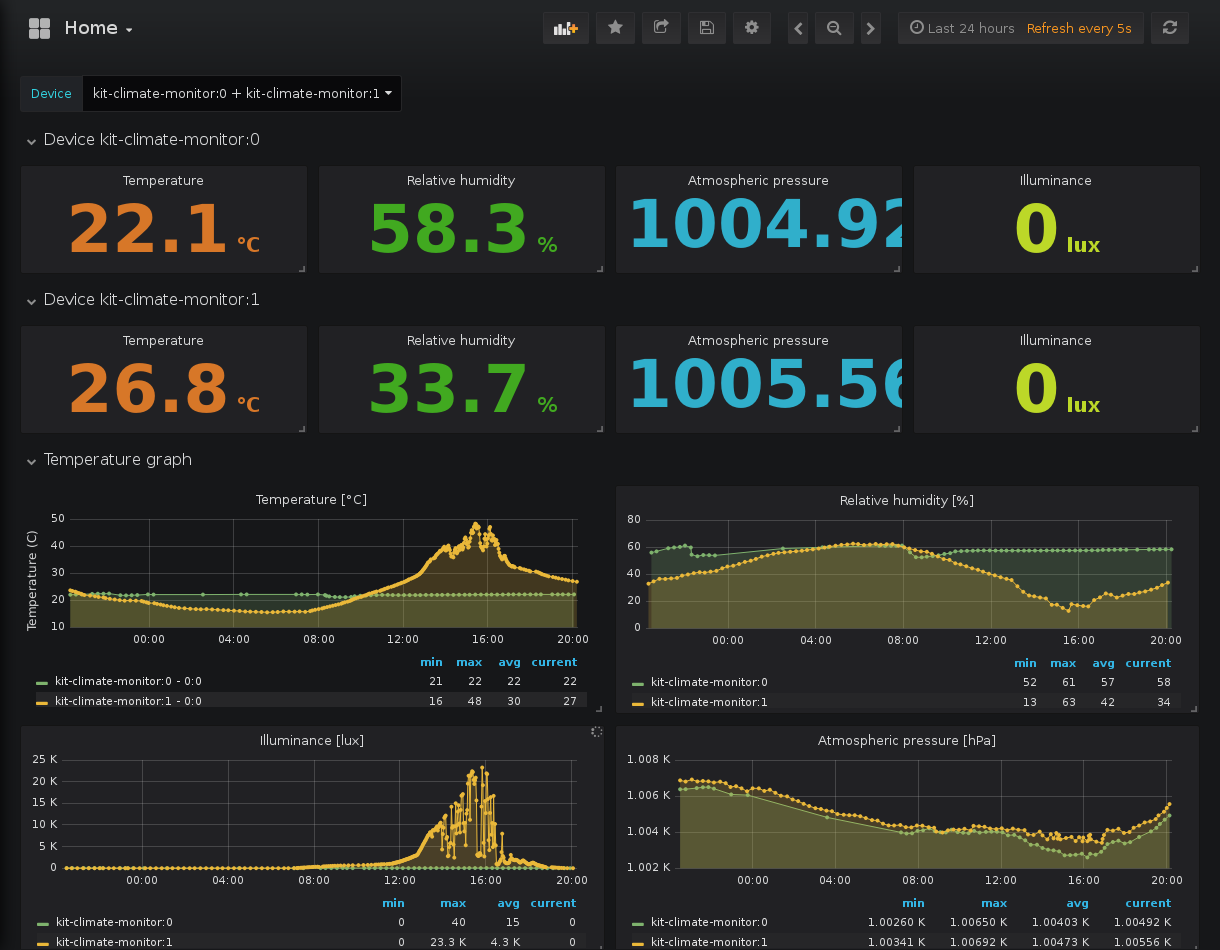 Home
Last 24 hours Refresh every 5s
Device kit-climate-monitor:0 + kit-climate-monitor:1
Device kit-climate-monitor:0
Temperature Relative humidity Atmospheric pressure Illuminance
22.1 °C 58.3 % 1004.92 0 lux
Device kit-climate-monitor:1
Temperature Relative humidity Atmospheric pressure Illuminance
26.8 °C 33.7 % 1005.56 0 lux
Temperature graph
Temperature [°C]
Temperature (C)
50
40
30
20
10
00:00 04:00 08:00 12:00 16:00 20:00
min max avg current
kit-climate-monitor:0 - 0:0 21 22 22 22
kit-climate-monitor:1 - 0:0 16 48 30 27
Relative humidity [%]
80
60
40
20
0
00:00 04:00 08:00 12:00 16:00 20:00
min max avg current
kit-climate-monitor:0 52 61 57 58
kit-climate-monitor:1 13 63 42 34
Illuminance [lux]
25 K
20 K
15 K
10 K
5 K
0
00:00 04:00 08:00 12:00 16:00 20:00
min max avg current
kit-climate-monitor:0 0 40 15 0
kit-climate-monitor:1 0 23.3 K 4.3 K 0
Atmospheric pressure [hPa]
1.008 K
1.006 K
1.004 K
1.002 K
00:00 04:00 08:00 12:00 16:00 20:00
min max avg current
kit-climate-monitor:0 1.00260 K 1.00650 K 1.00403 K 1.00492 K
kit-climate-monitor:1 1.00341 K 1.00692 K 1.00473 K 1.00556 K